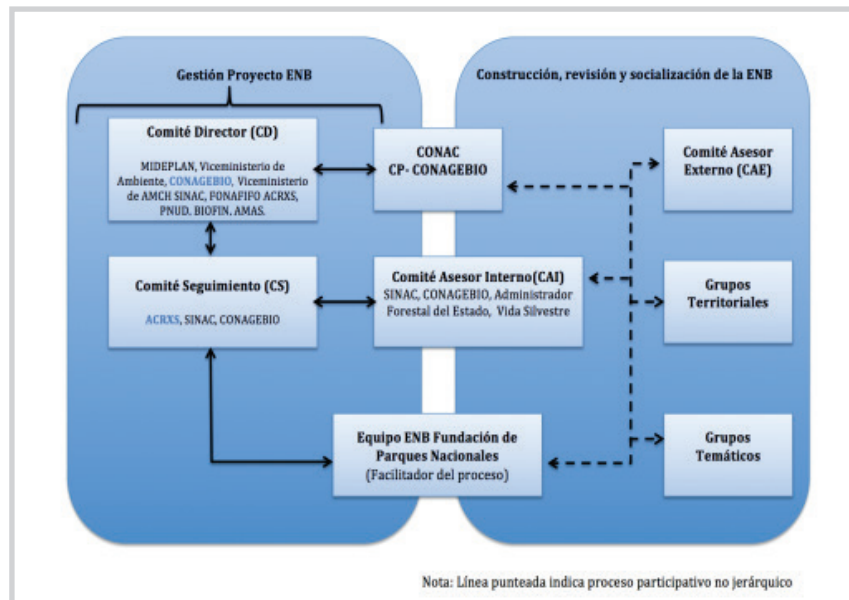 Gestión Proyecto ENB
Construcción, revisión y socialización de la ENB
Comité Director (CD)
MIDEPLAN, Viceministerio de
Ambiente, CONAGEBIO, Viceministerio
de AMCH SINAC, FONAFIFO ACRXS,
PNUD. BIOFIN. AMAS.
CONAC
CP- CONAGEBIO
Comité Asesor
Externo (CAE)
Comité Seguimiento (CS)
ACRXS, SINAC, CONAGEBIO
Comité Asesor Interno(CAI)
SINAC, CONAGEBIO, Administrador
Forestal del Estado, Vida Silvestre
Grupos
Territoriales
Equipo ENB Fundación de
Parques Nacionales
(Facilitador del proceso)
Grupos
Temáticos
Nota: Línea punteada indica proceso participativo no jerárquico